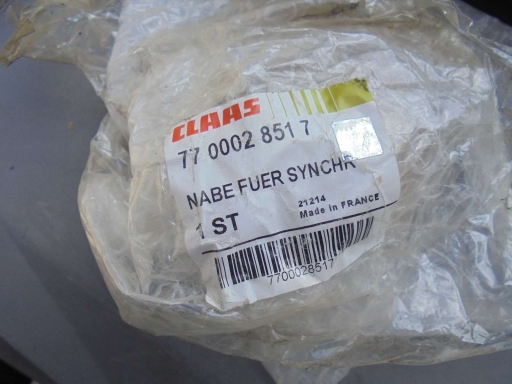 CLAAS
77 0002 851 7
NABE FUER SYNCHR
21214
Made in FRANCE
1 ST
7700028517